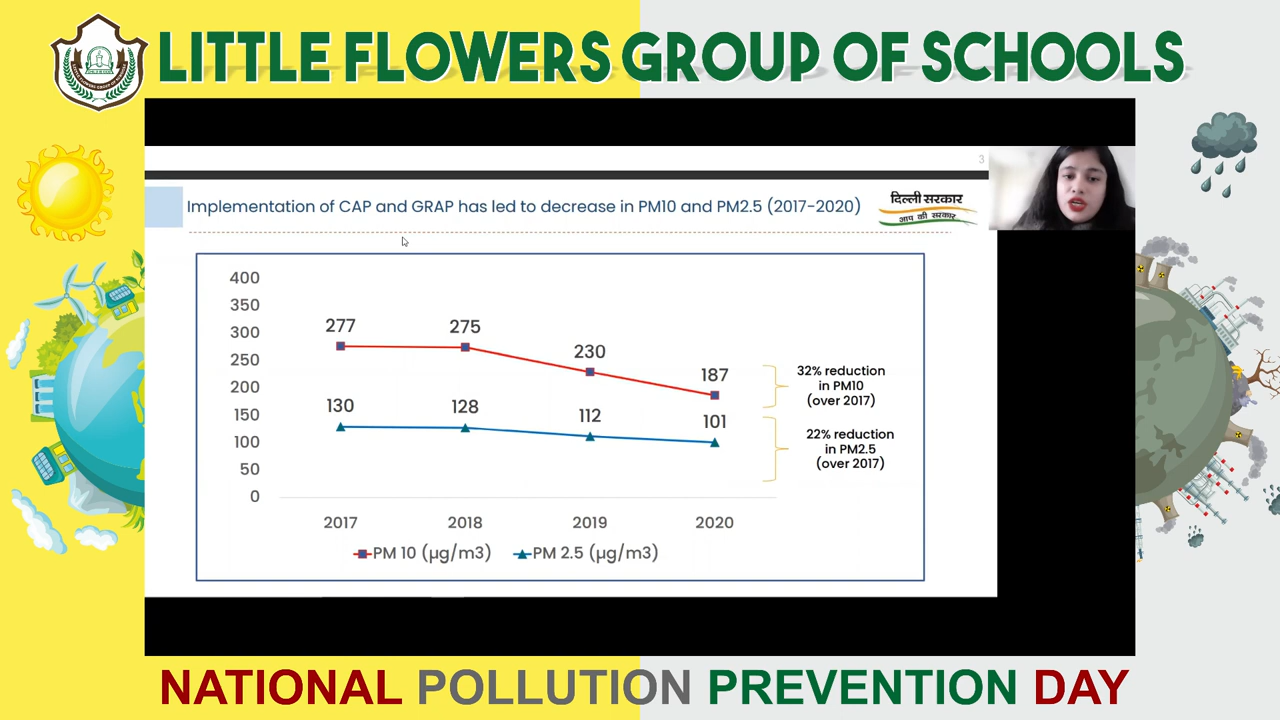 LITTLE FLOWERS GROUP OF SCHOOLS
3
Implementation of CAP and GRAP has led to decrease in PM10 and PM2.5 (2017-2020)
दिल्ली सरकार
आप की सरकार
400
350
300
250
200
150
100
50
0
277
275
230
187
130
128
112
101
32% reduction
in PM10
(over 2017)
22% reduction
in PM2.5
(over 2017)
2017
2018
2019
2020
PM 10 (µg/m3)
PM 2.5 (µg/m3)
NATIONAL POLLUTION PREVENTION DAY